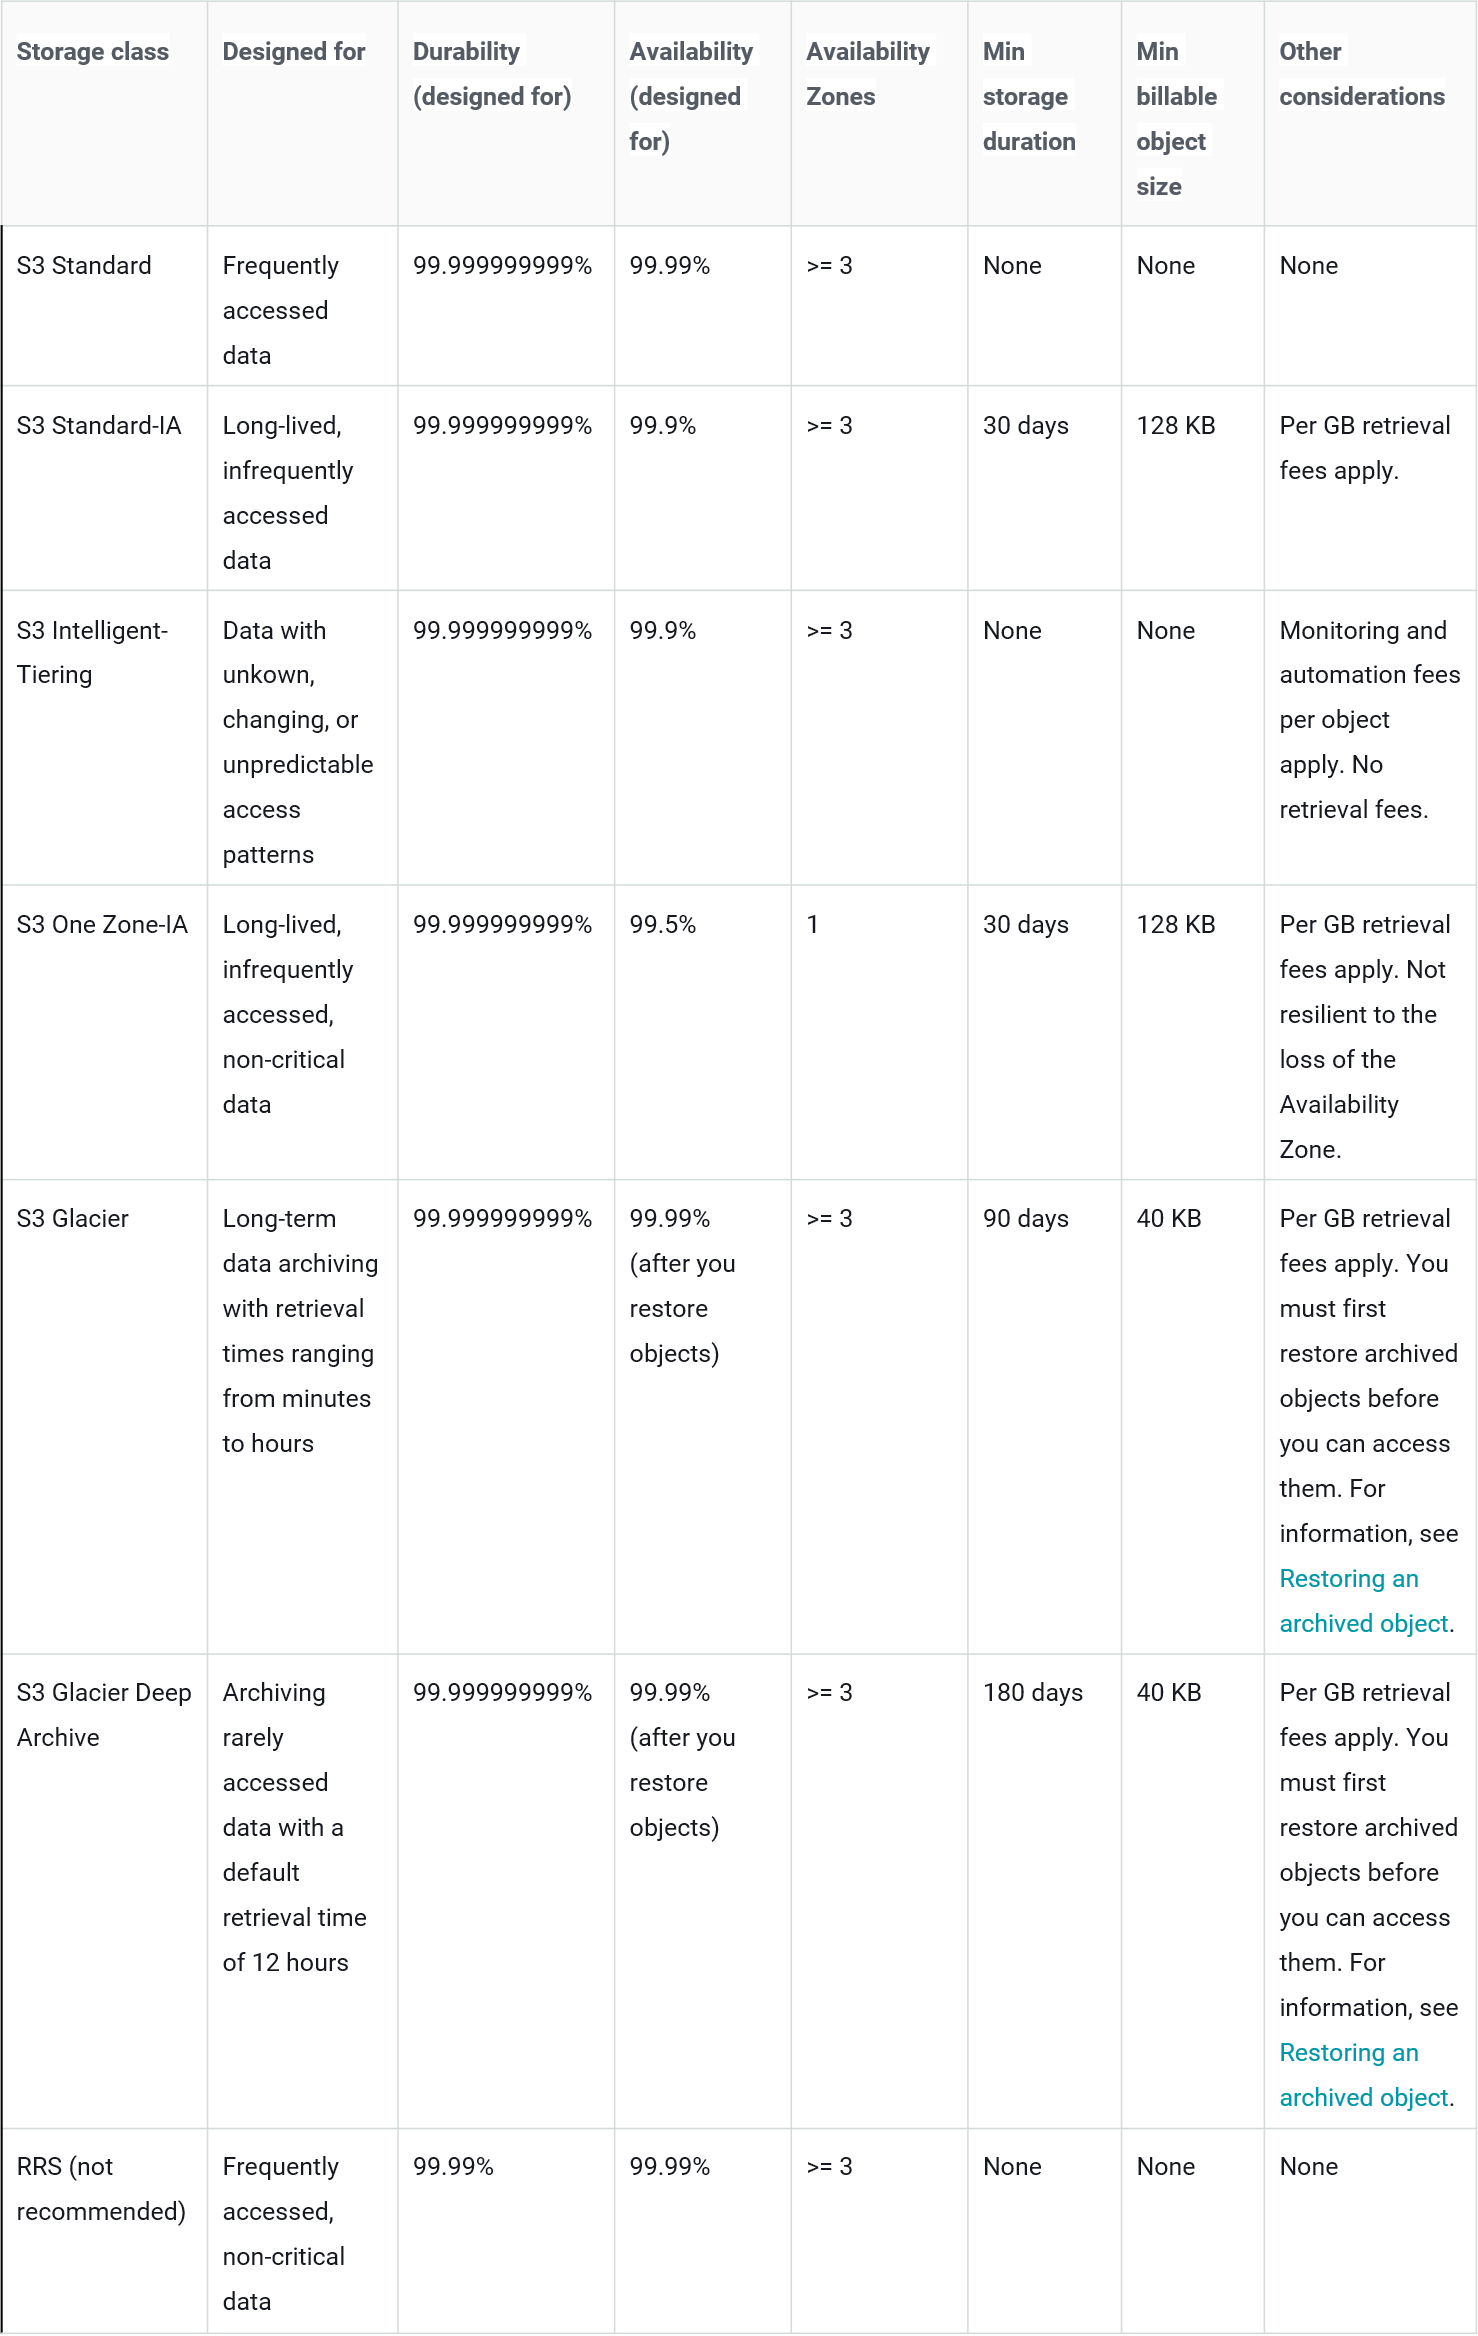 Storage class
Designed for
Durability
(designed for)
Availability
(designed
for)
Availability
Zones
Min
storage
duration
Min
billable
object
size
Other
considerations
S3 Standard
Frequently
accessed
data
99.999999999%
99.99%
>= 3
None
None
None
S3 Standard-IA
Long-lived,
infrequently
accessed
data
99.999999999%
99.9%
>= 3
30 days
128 KB
Per GB retrieval
fees apply.
S3 Intelligent-
Tiering
Data with
unkown,
changing, or
unpredictable
access
patterns
99.999999999%
99.9%
>= 3
None
None
Monitoring and
automation fees
per object
apply. No
retrieval fees.
S3 One Zone-IA
Long-lived,
infrequently
accessed,
non-critical
data
99.999999999%
99.5%
1
30 days
128 KB
Per GB retrieval
fees apply. Not
resilient to the
loss of the
Availability
Zone.
S3 Glacier
Long-term
data archiving
with retrieval
times ranging
from minutes
to hours
99.999999999%
99.99%
(after you
restore
objects)
>= 3
90 days
40 KB
Per GB retrieval
fees apply. You
must first
restore archived
objects before
you can access
them. For
information, see
Restoring an
archived object.
S3 Glacier Deep
Archive
Archiving
rarely
accessed
data with a
default
retrieval time
of 12 hours
99.999999999%
99.99%
(after you
restore
objects)
>= 3
180 days
40 KB
Per GB retrieval
fees apply. You
must first
restore archived
objects before
you can access
them. For
information, see
Restoring an
archived object.
RRS (not
recommended)
Frequently
accessed,
non-critical
data
99.99%
99.99%
>= 3
None
None
None